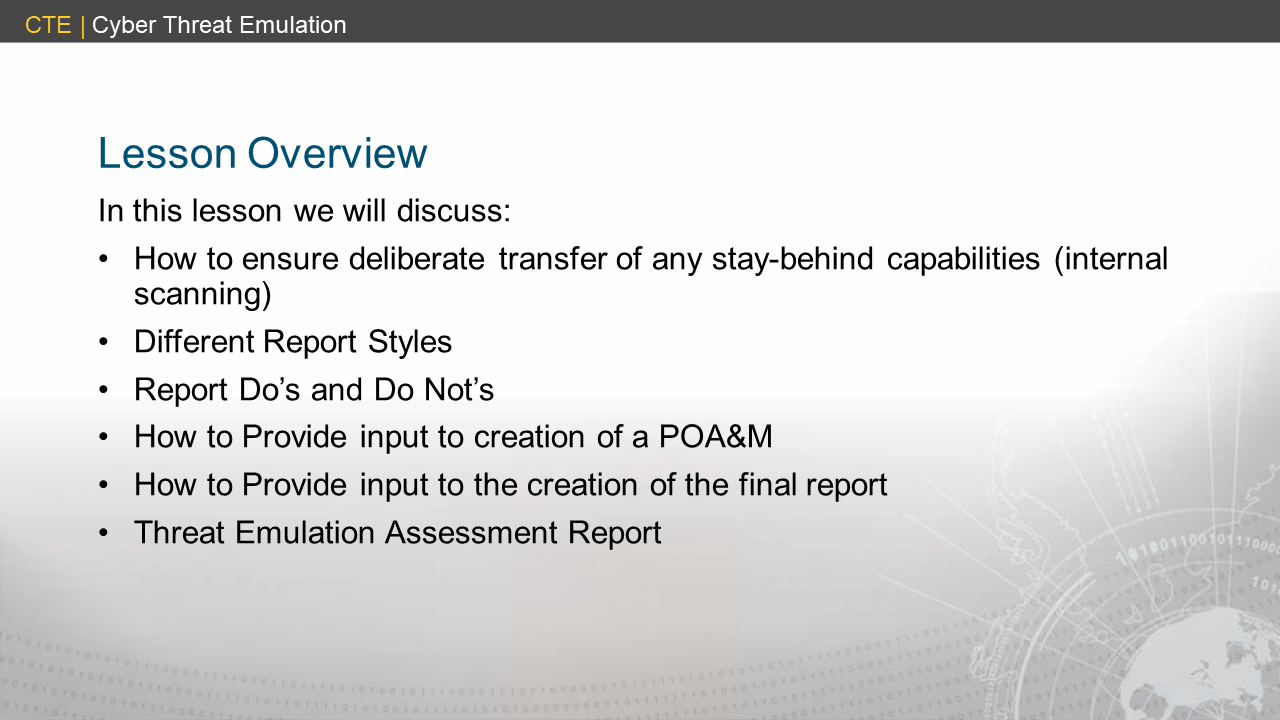 CTE | Cyber Threat Emulation
Lesson Overview
In this lesson we will discuss:
• How to ensure deliberate transfer of any stay-behind capabilities (internal
scanning)
• Different Report Styles
• Report Do’s and Do Not’s
• How to Provide input to creation of a POA&M
• How to Provide input to the creation of the final report
• Threat Emulation Assessment Report